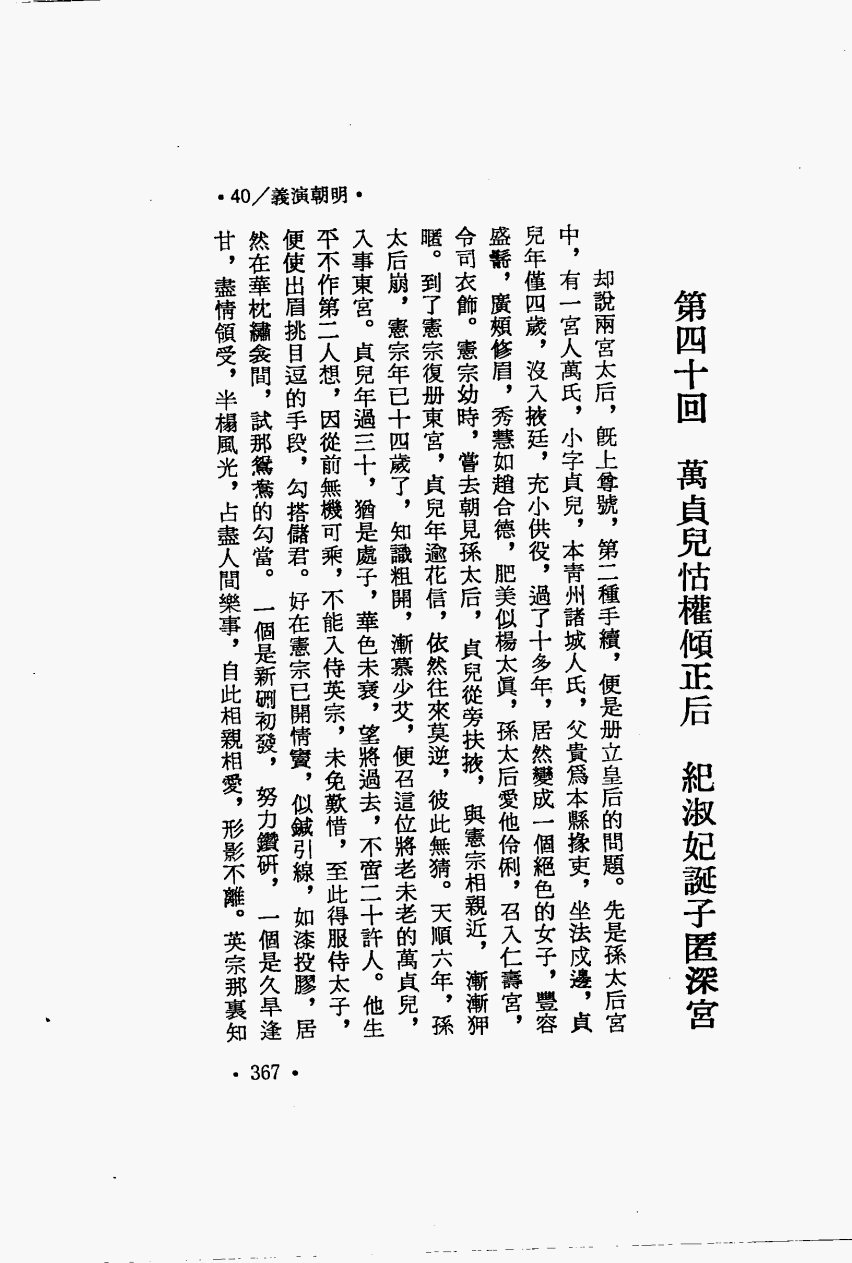 •40／義演朝明•
第四十回　萬貞兒怙權傾正后　紀淑妃誕子匿深宮
却說兩宮太后，旣上尊號，第二種手續，便是册立皇后的問題。先是孫太后宮
中，有一宮人萬氏，小字貞兒，本靑州諸城人氏，父貴爲本縣掾吏，坐法戍邊，貞
兒年僅四歲，沒入掖廷，充小供役，過了十多年，居然變成一個絕色的女子，豐容
盛鬋，廣頰修眉，秀慧如趙合德，肥美似楊太眞，孫太后愛他伶俐，召入仁壽宮，
令司衣飾。憲宗幼時，嘗去朝見孫太后，貞兒從旁扶掖，與憲宗相親近，漸漸狎
暱。到了憲宗復册東宮，貞兒年逾花信，依然往來莫逆，彼此無猜。天順六年，孫
太后崩，憲宗年已十四歲了，知識粗開，漸慕少艾，便召這位將老未老的萬貞兒，
入事東宮。貞兒年過三十，猶是處子，華色未衰，望將過去，不啻二十許人。他生
平不作第二人想，因從前無機可乘，不能入侍英宗，未免歎惜，至此得服侍太子，
便使出眉挑目逗的手段，勾搭儲君。好在憲宗已開情竇，似鍼引線，如漆投膠，居
然在華枕繡衾間，試那鴛鴦的勾當。一個是新硎初發，努力鑽研，一個是久旱逢
甘，盡情領受，半榻風光，占盡人間樂事，自此相親相愛，形影不離。英宗那裏知
•367•